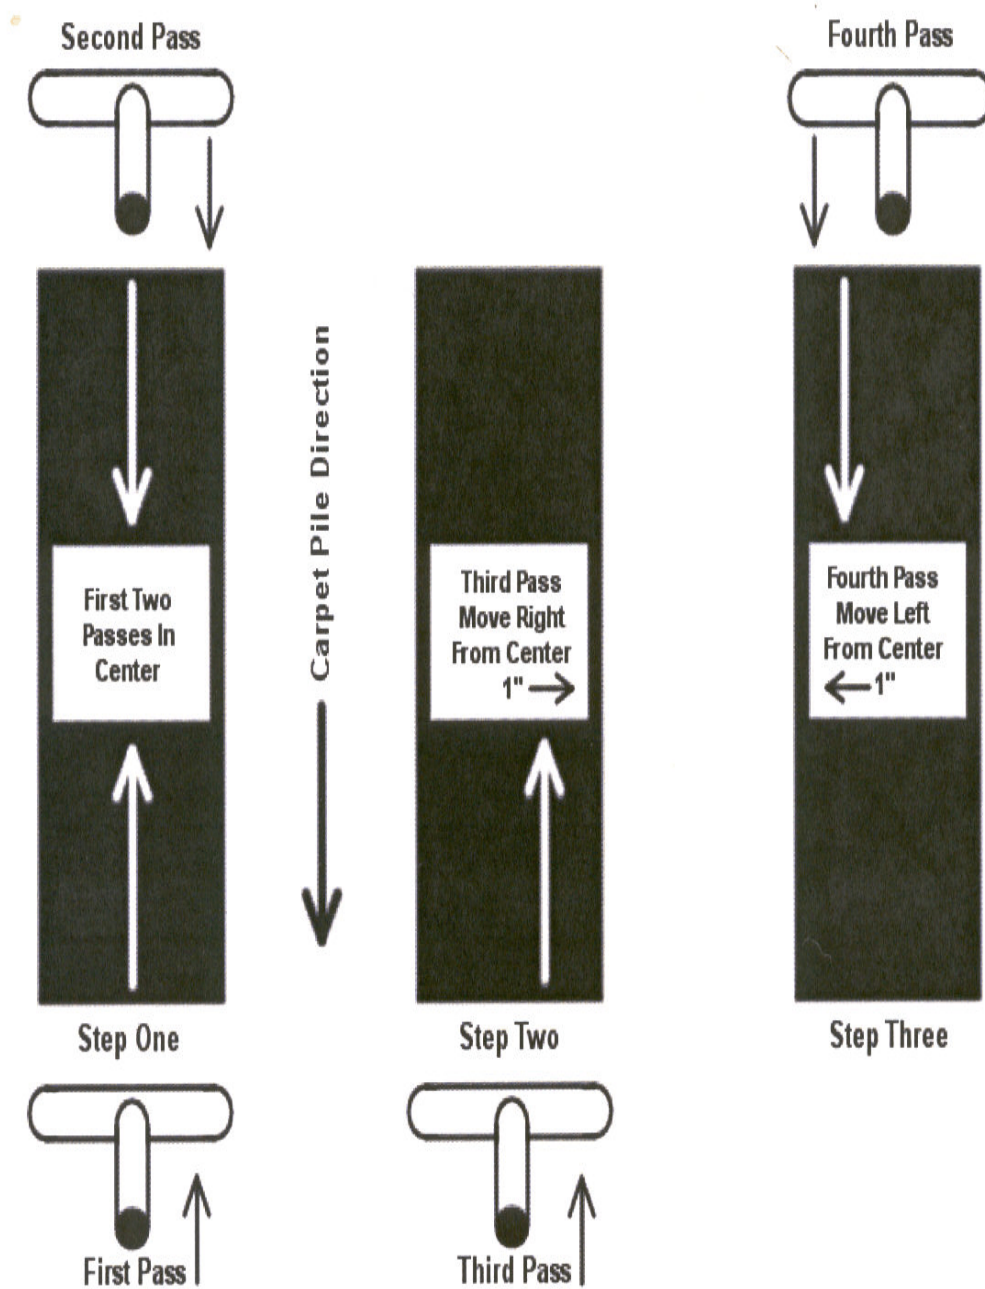 Second Pass
Fourth Pass
Carpet Pile Direction
First Two
Passes In
Center
Third Pass
Move Right
From Center
1"
Fourth Pass
Move Left
From Center
1"
Step One
Step Two
Step Three
First Pass
Third Pass